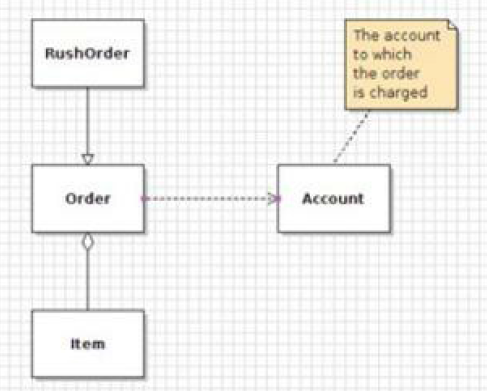 RushOrder
The account
to which
the order
is charged
Order
Account
Item